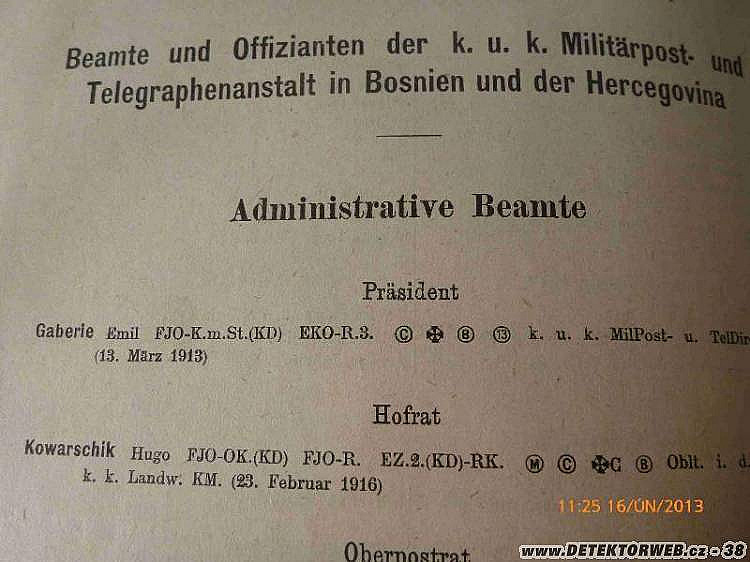 Beamte und Offizianten der k. u. k. Militärpost- und
Telegraphenanstalt in Bosnien und der Hercegovina
Administrative Beamte
Präsident
Gaberle Emil FJO-K.m.St.(KD) EKO-R.3. Ⓒ ✠ Ⓑ ⑬ k. u. k. MilPost- u. TelDire
(13. März 1913)
Hofrat
Kowarschik Hugo FJO-OK.(KD) FJO-R. EZ.2.(KD)-RK. Ⓜ Ⓒ ✠C Ⓑ Oblt. i. d.
k. k. Landw. KM. (23. Februar 1916)
Oberpostrat
11:25 16/ÚN/2013
www.DETEKTORWEB.cz - 38